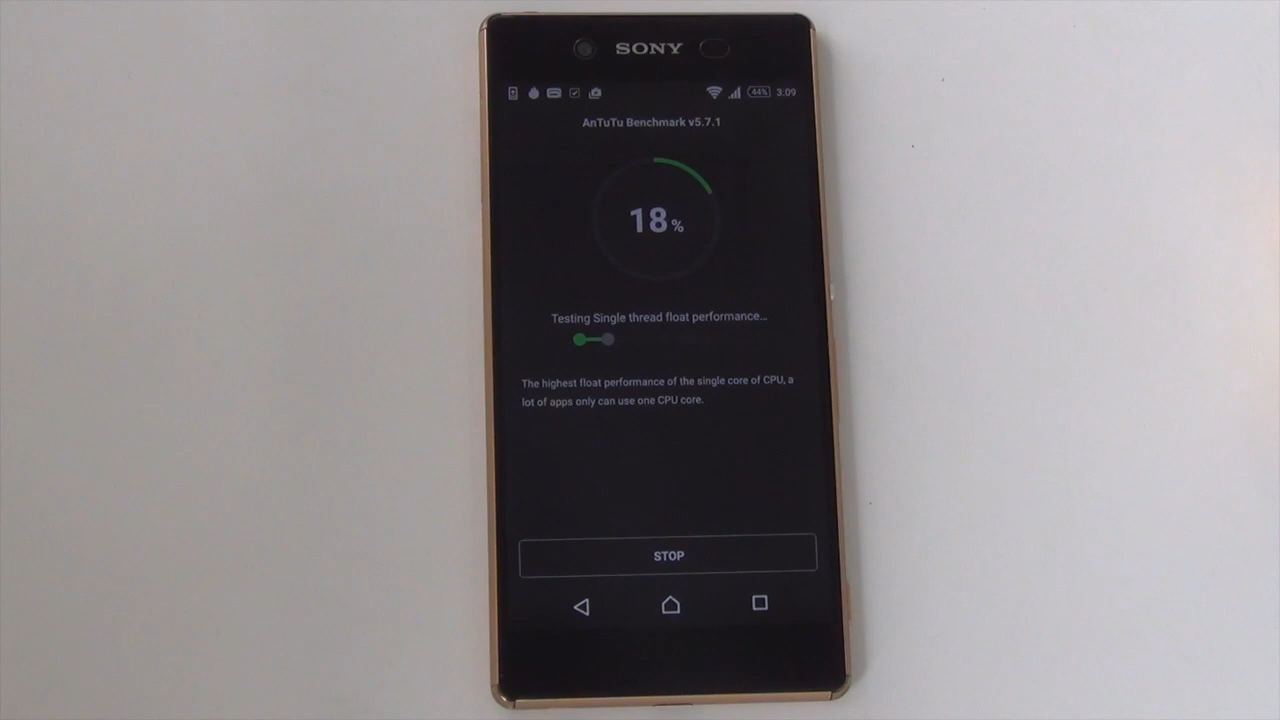 SONY
44% 3:09
AnTuTu Benchmark v5.7.1
18%
Testing Single thread float performance...
The highest float performance of the single core of CPU, a
lot of apps only can use one CPU core.
STOP